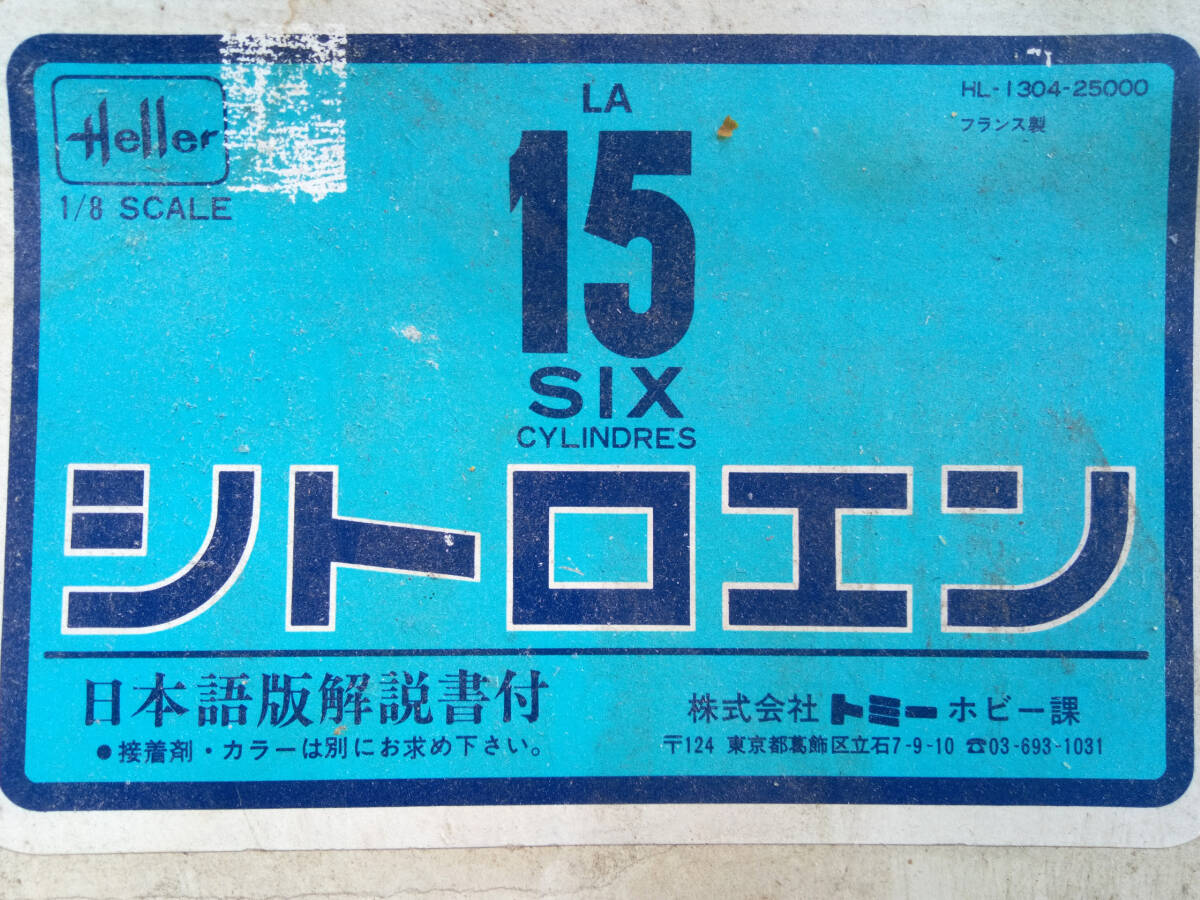 Heller
1/8 SCALE
LA
15
SIX
CYLINDRES
HL-1304-25000
フランス製
シトロエン
日本語版解説書付
●接着剤・カラーは別にお求め下さい。
株式会社 トミー ホビー課
〒124 東京都葛飾区立石7-9-10 ☎03-693-1031